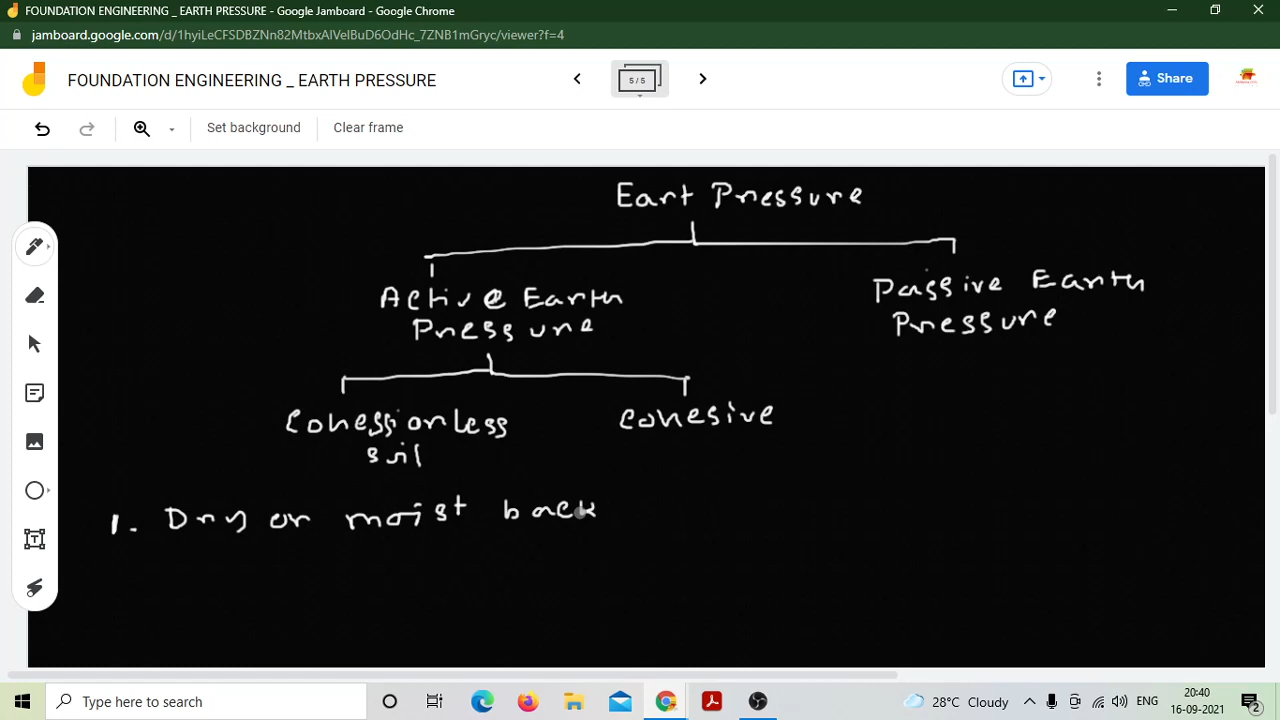 FOUNDATION ENGINEERING _ EARTH PRESSURE - Google Jamboard - Google Chrome
jamboard.google.com/d/1hyiLeCFSDBZNn82MtbxAlVelBuD6OdHc_7ZNB1mGryc/viewer?f=4
FOUNDATION ENGINEERING _ EARTH PRESSURE
5 / 5
Share
Set background
Clear frame
Eart Pressure
Active Earth
Pressure
Passive Earth
Pressure
Cohessionless
soil
Cohesive
1. Dry or moist back
Type here to search
28°C Cloudy
ENG
20:40
16-09-2021
2